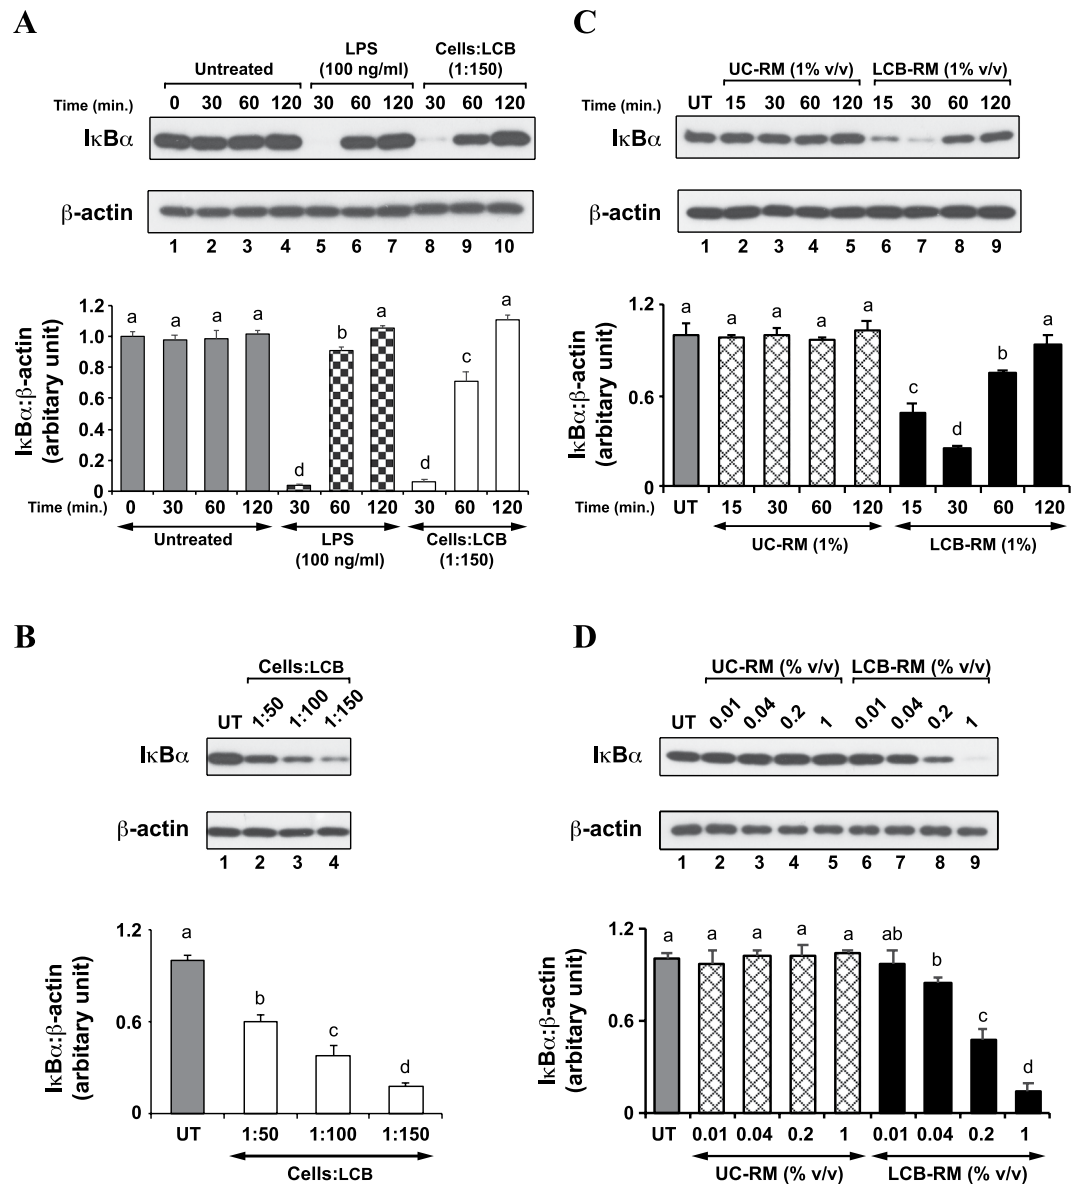 A
LPS Cells:LCB
Untreated (100 ng/ml) (1:150)
Time (min.) 0 30 60 120 30 60 120 30 60 120
IκBα
β-actin
1 2 3 4 5 6 7 8 9 10
IκBα:β-actin
(arbitary unit)
1.2
1.0
0.8
0.6
0.4
0.2
0
a a a a d b a d c a
Time (min.) 0 30 60 120 30 60 120 30 60 120
Untreated LPS Cells:LCB
(100 ng/ml) (1:150)
C
UC-RM (1% v/v) LCB-RM (1% v/v)
Time (min.) UT 15 30 60 120 15 30 60 120
IκBα
β-actin
1 2 3 4 5 6 7 8 9
IκBα:β-actin
(arbitary unit)
1.2
0.6
0
a a a a a c d b a
Time (min.) UT 15 30 60 120 15 30 60 120
UC-RM (1%) LCB-RM (1%)
B
Cells:LCB
UT 1:50 1:100 1:150
IκBα
β-actin
1 2 3 4
IκBα:β-actin
(arbitary unit)
1.2
0.6
0
a b c d
UT 1:50 1:100 1:150
Cells:LCB
D
UC-RM (% v/v) LCB-RM (% v/v)
UT 0.01 0.04 0.2 1 0.01 0.04 0.2 1
IκBα
β-actin
1 2 3 4 5 6 7 8 9
IκBα:β-actin
(arbitary unit)
1.2
0.6
0
a a a a a ab b c d
UT 0.01 0.04 0.2 1 0.01 0.04 0.2 1
UC-RM (% v/v) LCB-RM (% v/v)